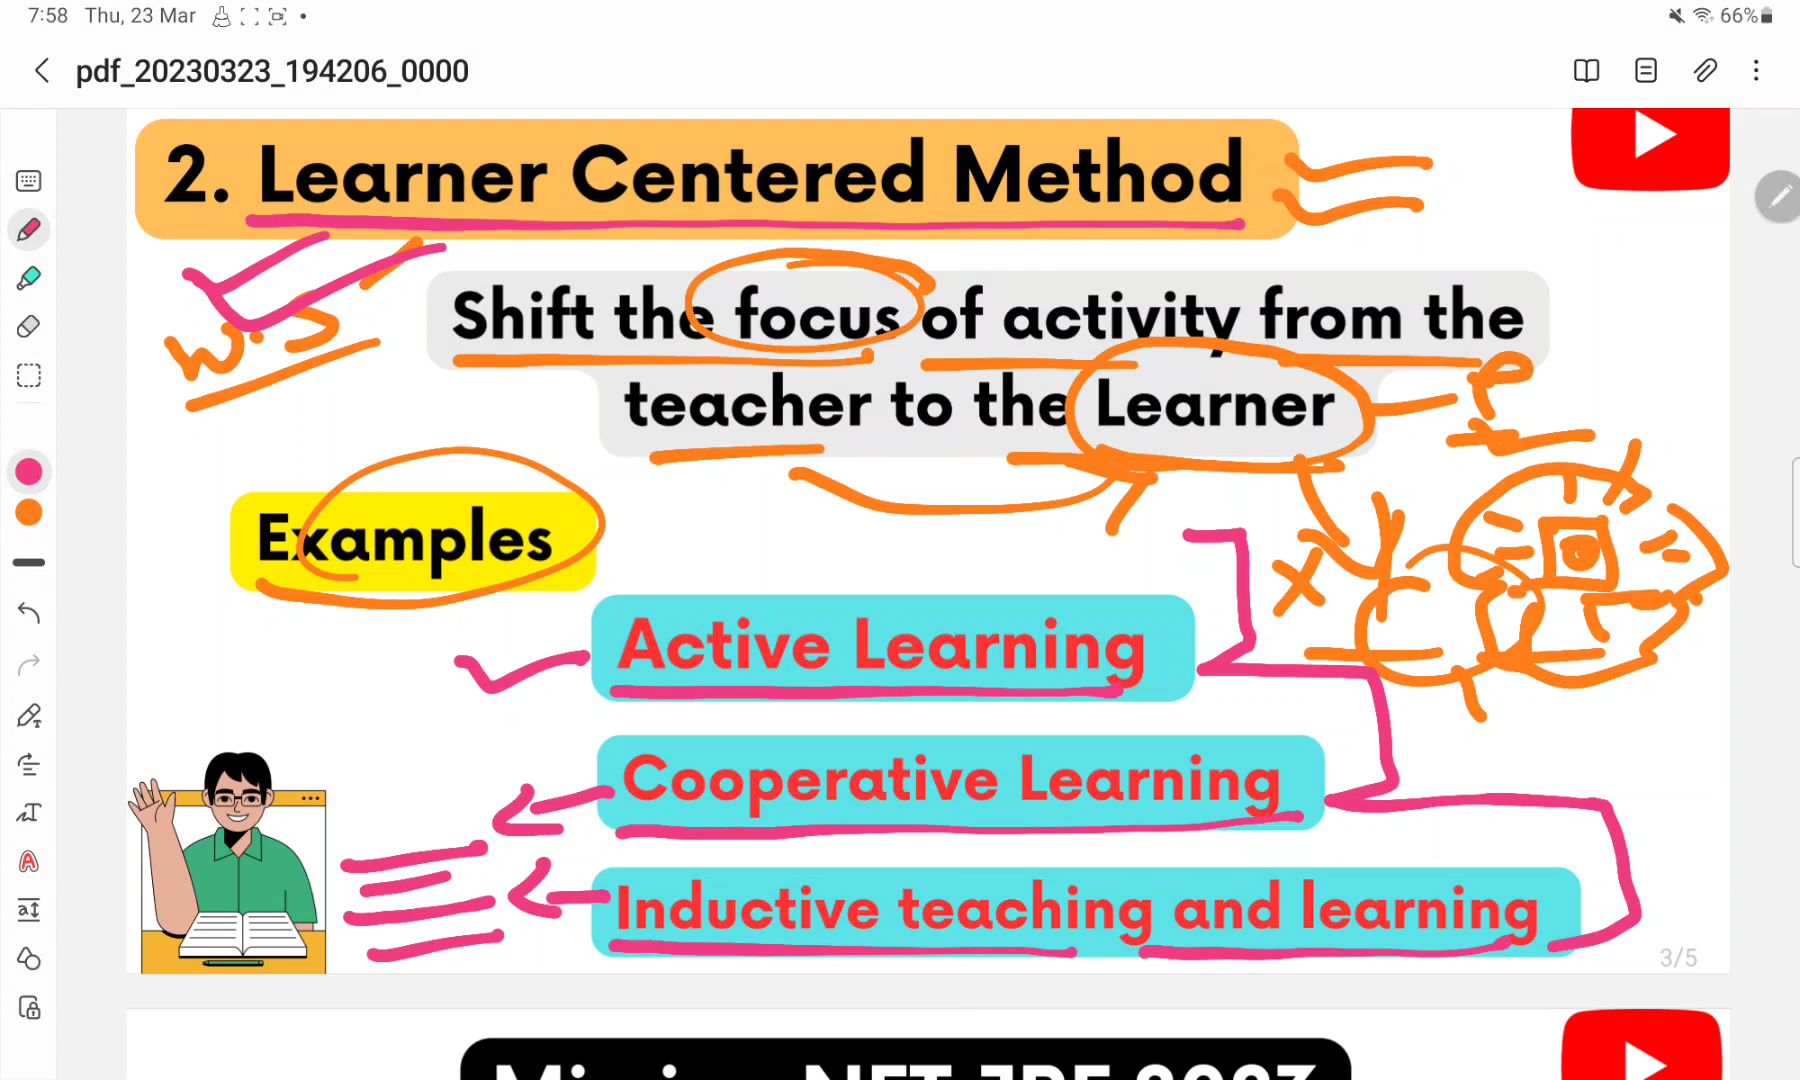 7:58 Thu, 23 Mar
66%
pdf_20230323_194206_0000
2. Learner Centered Method
Shift the focus of activity from the
teacher to the Learner
Examples
Active Learning
Cooperative Learning
Inductive teaching and learning
3/5